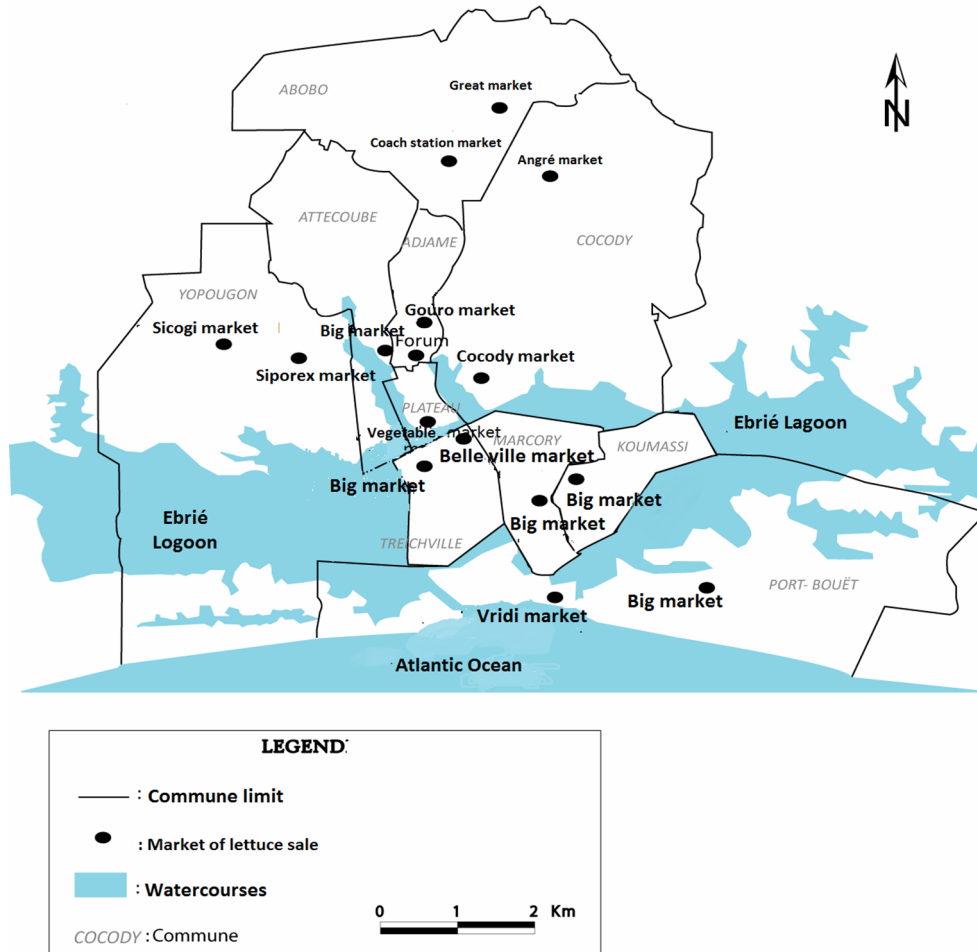 Great market
ABOBO
N
Coach station market
Angré market
ATTECOUBE
ADJAME
COCODY
YOPOUGON
Gouro market
Sicogi market
Big market
Forum
Cocody market
Siporex market
PLATEAU
Ebrié Lagoon
Vegetable market
MARCORY
KOUMASSI
Belle ville market
Big market
Big market
Big market
Ebrié
Logoon
TREICHVILLE
PORT- BOUËT
Big market
Vridi market
Atlantic Ocean
LEGEND:
: Commune limit
: Market of lettuce sale
: Watercourses
COCODY : Commune
0 1 2 Km